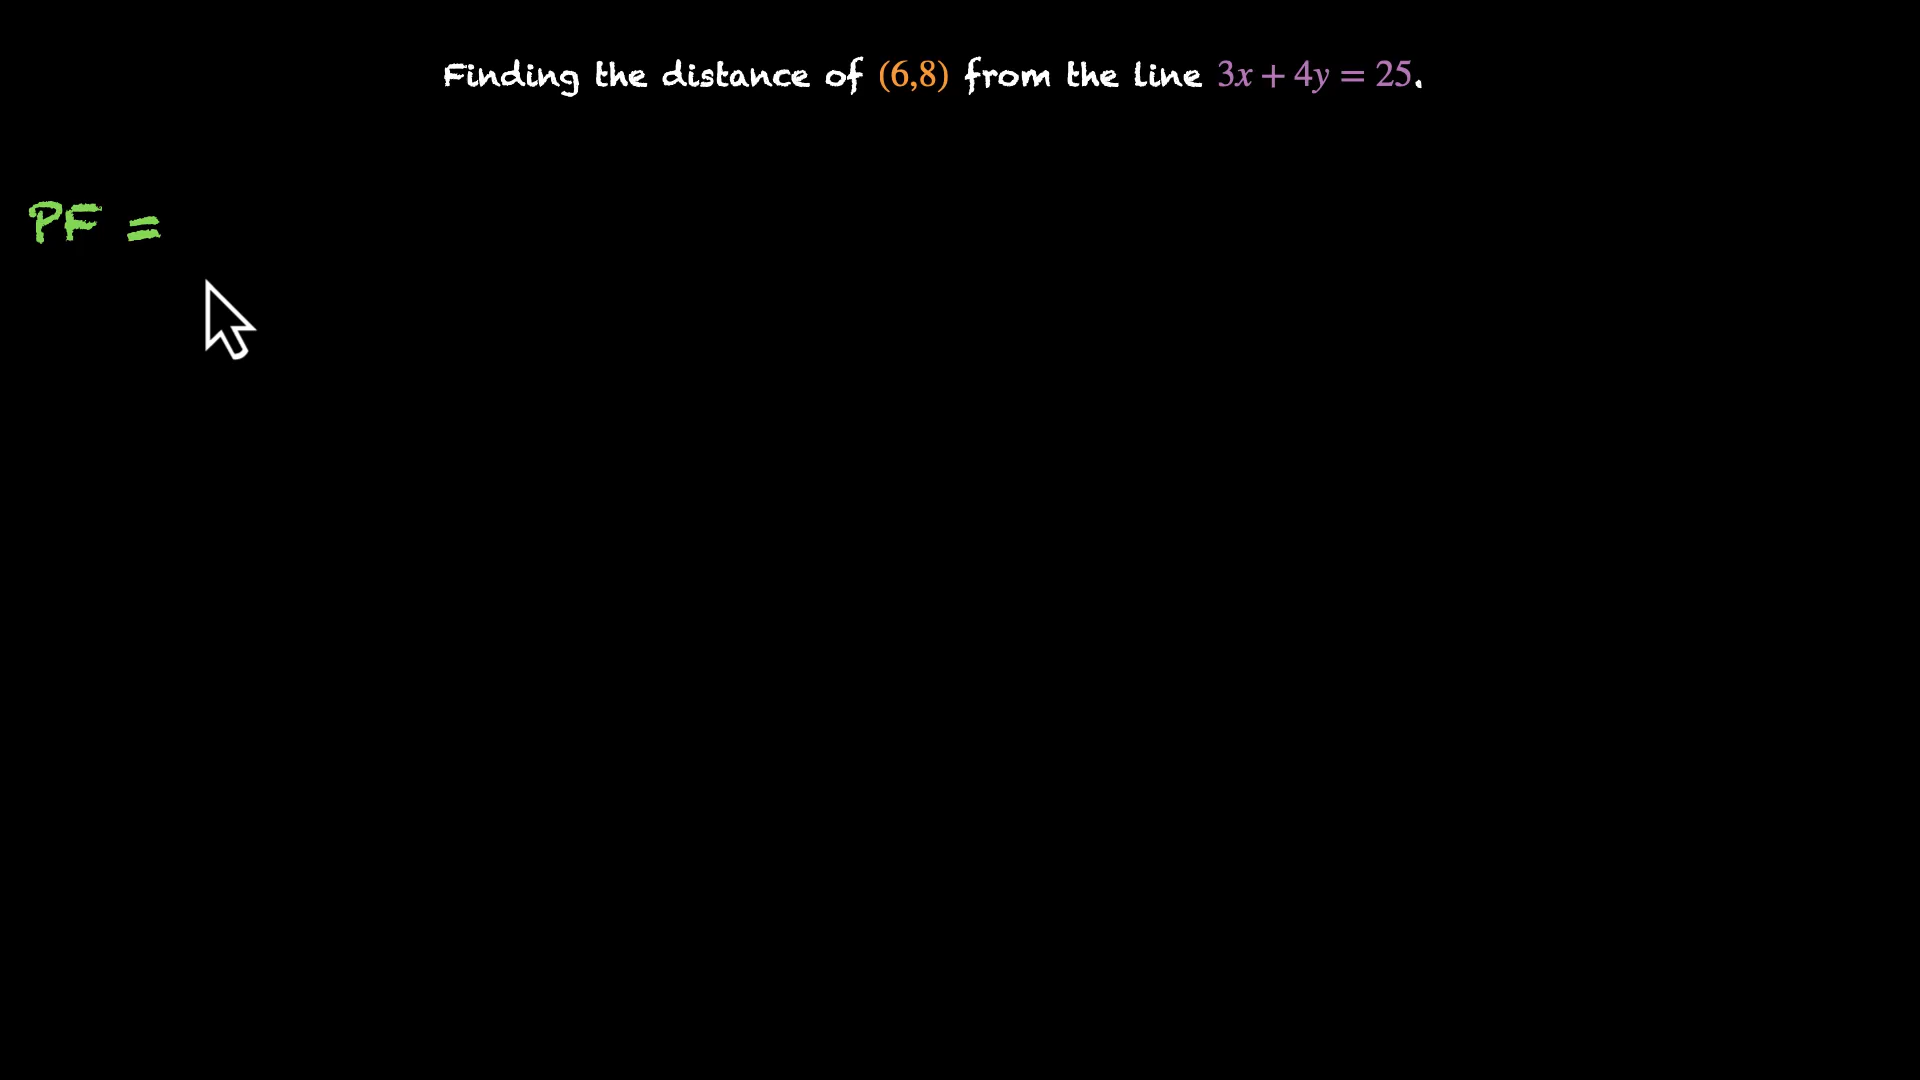 Finding the distance of (6,8) from the line 3x + 4y = 25.
PF =